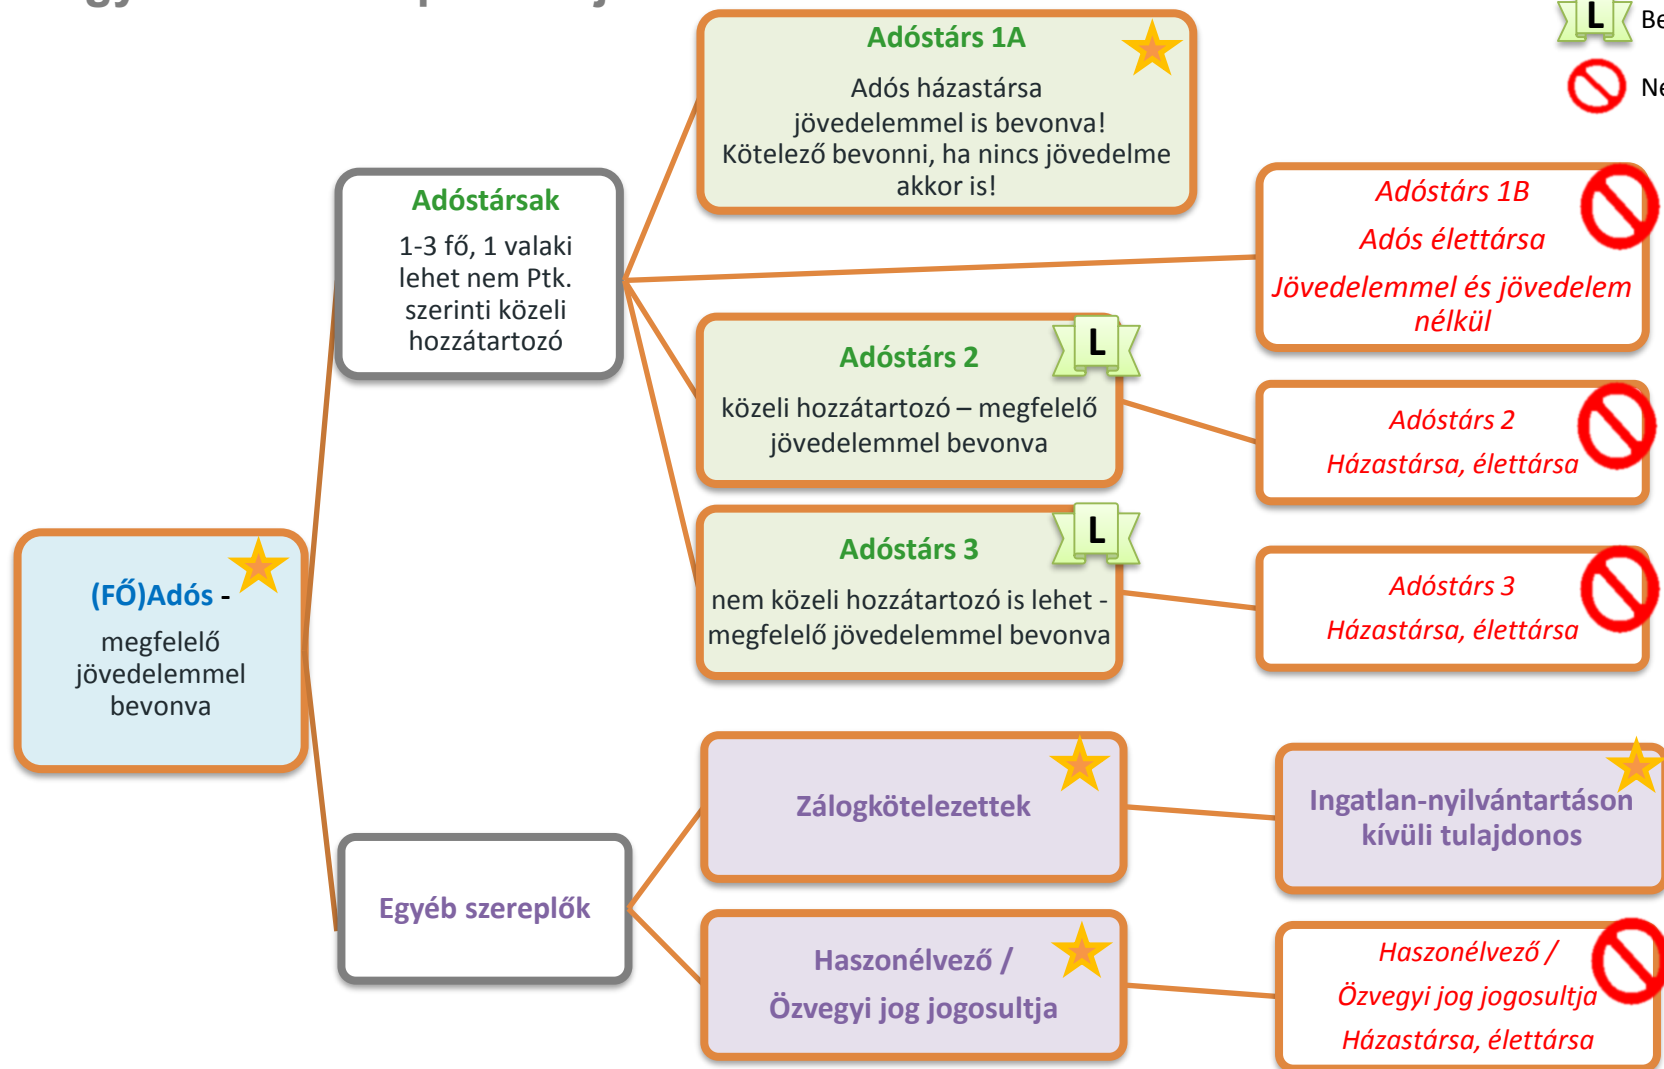 L Be
Adóstárs 1A
Adós házastársa
jövedelemmel is bevonva!
Kötelező bevonni, ha nincs jövedelme
akkor is!
Adóstársak
1-3 fő, 1 valaki
lehet nem Ptk.
szerinti közeli
hozzátartozó
Adóstárs 1B
Adós élettársa
Jövedelemmel és jövedelem
nélkül
L
Adóstárs 2
közeli hozzátartozó – megfelelő
jövedelemmel bevonva
Adóstárs 2
Házastársa, élettársa
L
Adóstárs 3
nem közeli hozzátartozó is lehet -
megfelelő jövedelemmel bevonva
Adóstárs 3
Házastársa, élettársa
(FŐ)Adós -
megfelelő
jövedelemmel
bevonva
Zálogkötelezettek
Ingatlan-nyilvántartáson
kívüli tulajdonos
Egyéb szereplők
Haszonélvező /
Özvegyi jog jogosultja
Haszonélvező /
Özvegyi jog jogosultja
Házastársa, élettársa